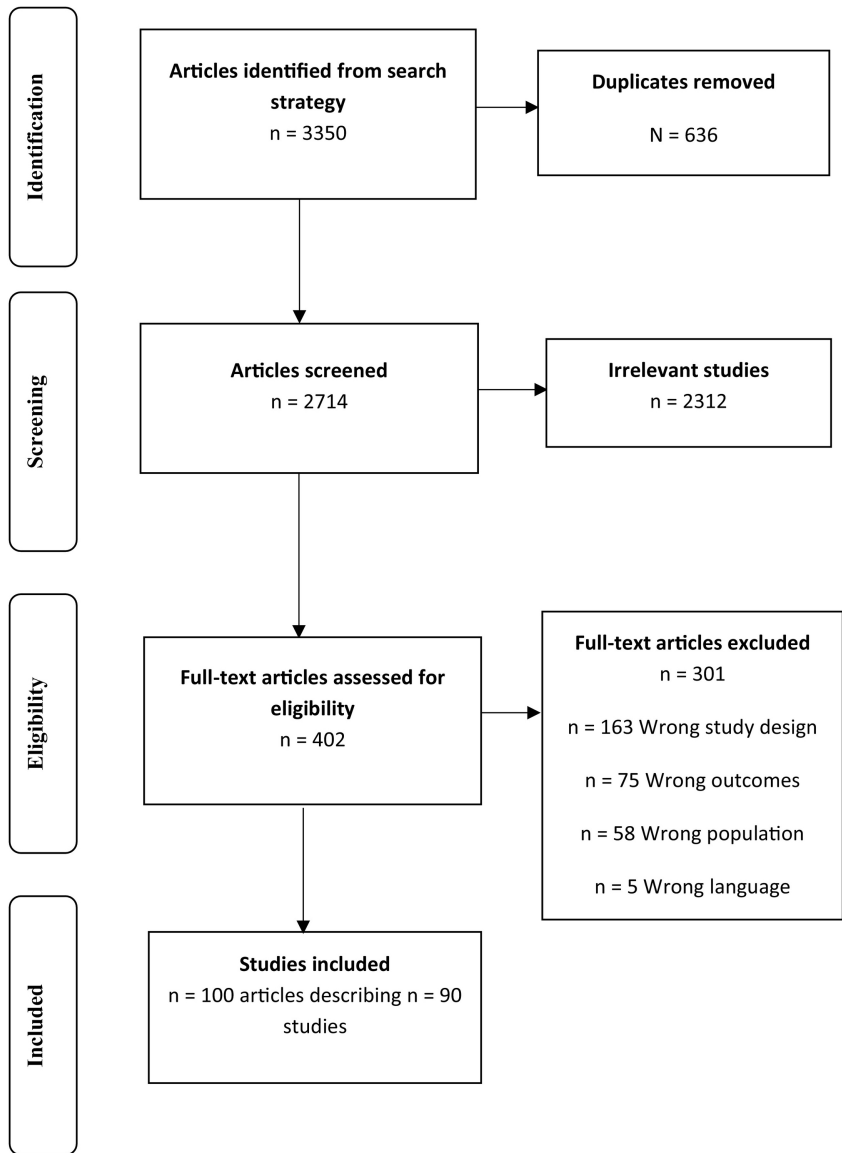 Identification
Articles identified from search
strategy
n = 3350
Duplicates removed
N = 636
Screening
Articles screened
n = 2714
Irrelevant studies
n = 2312
Eligibility
Full-text articles assessed for
eligibility
n = 402
Full-text articles excluded
n = 301
n = 163 Wrong study design
n = 75 Wrong outcomes
n = 58 Wrong population
n = 5 Wrong language
Included
Studies included
n = 100 articles describing n = 90
studies